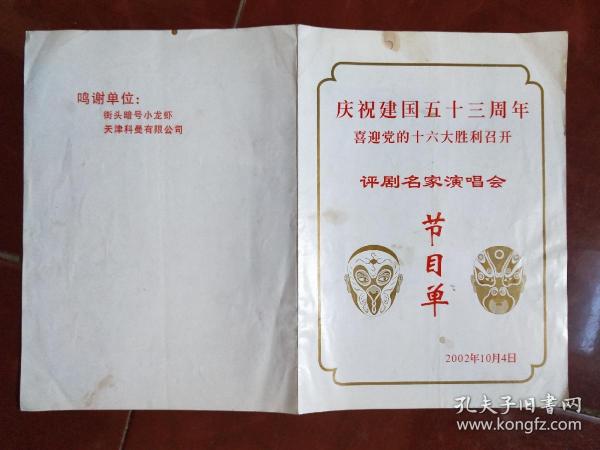 鸣谢单位：
街头暗号小龙虾
天津科曼有限公司
庆祝建国五十三周年
喜迎党的十六大胜利召开
评剧名家演唱会
节目单
2002年10月4日
孔夫子旧书网
www.kongfz.com